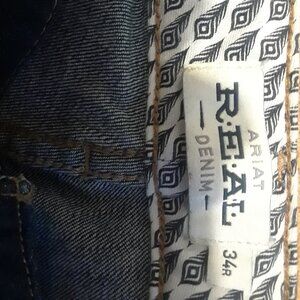 ARIAT
R·E·A·L
— DENIM —
34R